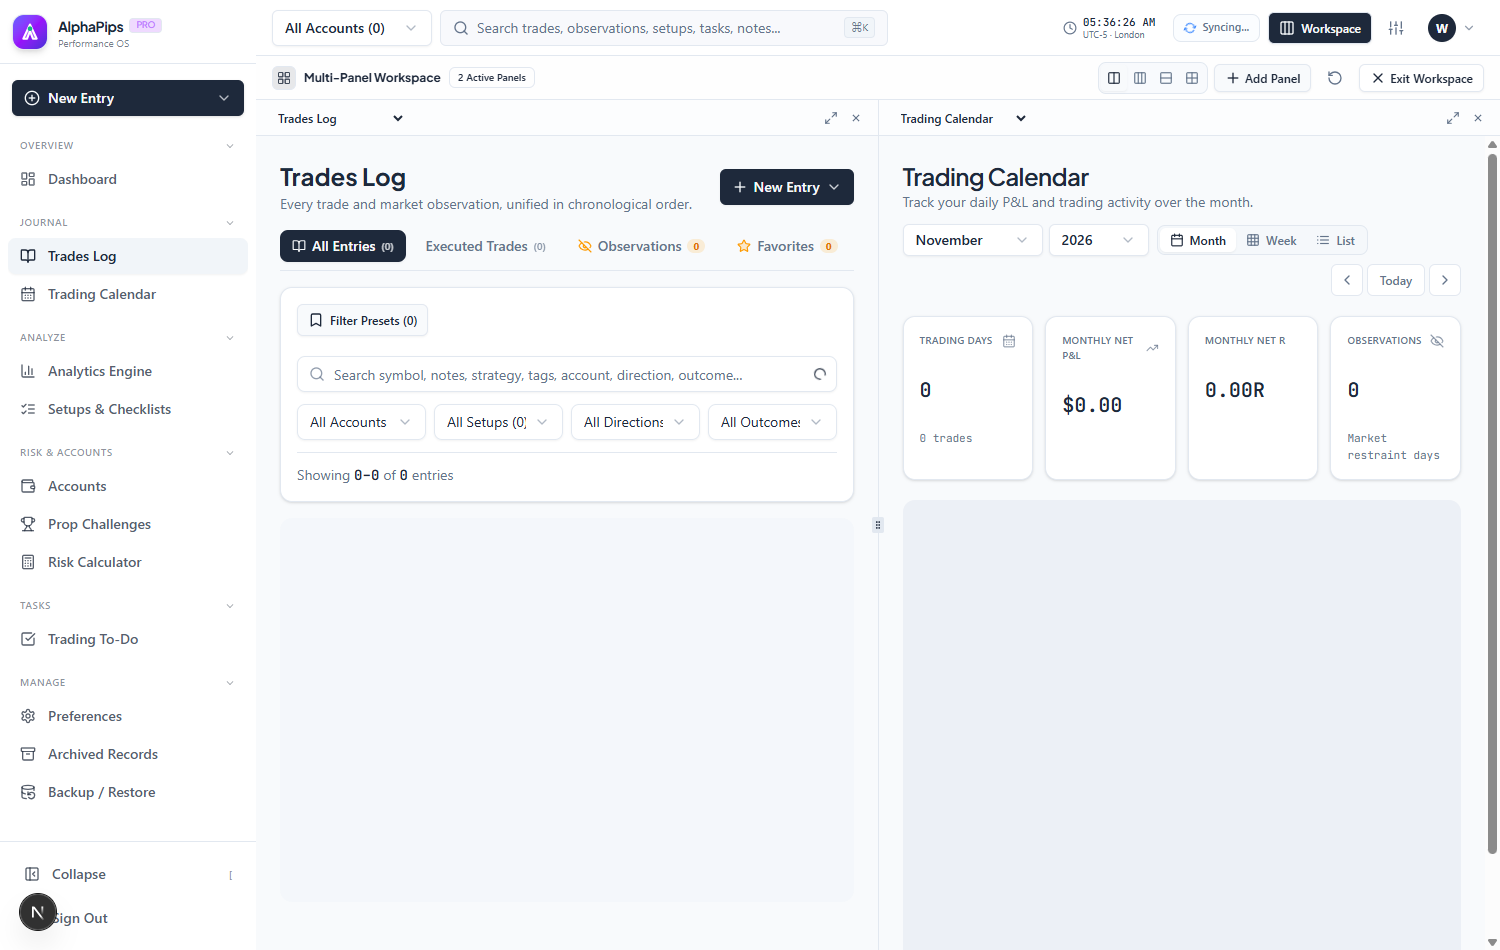 AlphaPips PRO
Performance OS
All Accounts (0)
Search trades, observations, setups, tasks, notes...
⌘K
05:36:26 AM
UTC-5 · London
Syncing...
Workspace
W
New Entry
OVERVIEW
Dashboard
JOURNAL
Trades Log
Trading Calendar
ANALYZE
Analytics Engine
Setups & Checklists
RISK & ACCOUNTS
Accounts
Prop Challenges
Risk Calculator
TASKS
Trading To-Do
MANAGE
Preferences
Archived Records
Backup / Restore
Collapse [
N
Sign Out
Multi-Panel Workspace
2 Active Panels
Add Panel
Exit Workspace
Trades Log
Trades Log
Every trade and market observation, unified in chronological order.
New Entry
All Entries (0)
Executed Trades (0)
Observations 0
Favorites 0
Filter Presets (0)
Search symbol, notes, strategy, tags, account, direction, outcome...
All Accounts
All Setups (0)
All Directions
All Outcomes
Showing 0-0 of 0 entries
Trading Calendar
Trading Calendar
Track your daily P&L and trading activity over the month.
November
2026
Month
Week
List
Today
TRADING DAYS
0
0 trades
MONTHLY NET
P&L
$0.00
MONTHLY NET R
0.00R
OBSERVATIONS
0
Market
restraint days